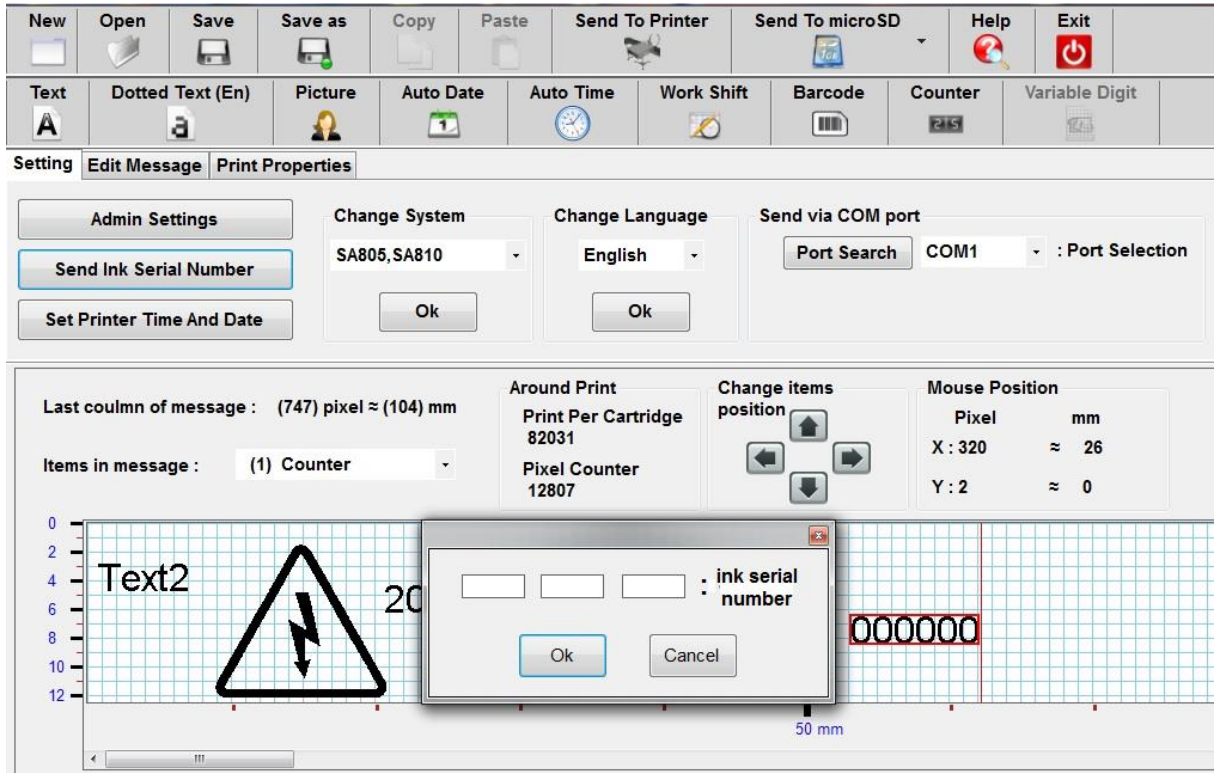 New Open Save Save as Copy Paste Send To Printer Send To microSD Help Exit
Text Dotted Text (En) Picture Auto Date Auto Time Work Shift Barcode Counter Variable Digit
Setting Edit Message Print Properties
Admin Settings
Send Ink Serial Number
Set Printer Time And Date
Change System
SA805,SA810
Ok
Change Language
English
Ok
Send via COM port
Port Search COM1 : Port Selection
Last coulmn of message : (747) pixel ≈ (104) mm
Items in message : (1) Counter
Around Print
Print Per Cartridge
82031
Pixel Counter
12807
Change items
position
Mouse Position
Pixel mm
X : 320 ≈ 26
Y : 2 ≈ 0
0
2
4
6
8
10
12
Text2
20
: ink serial
number
Ok Cancel
000000
50 mm